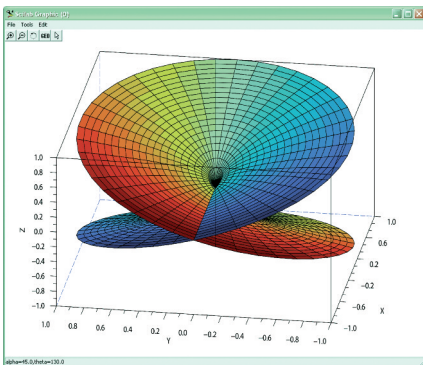 Scilab Graphic (0)
File Tools Edit
1.0
0.8
0.6
0.4
0.2
0.0
−0.2
−0.4
−0.6
−0.8
−1.0
Z
1.0 0.8 0.6 0.4 0.2 0.0 −0.2 −0.4 −0.6 −0.8 −1.0
Y
1.0
0.6
0.2
−0.2
−0.6
−1.0
X
alpha=45.0,theta=130.0